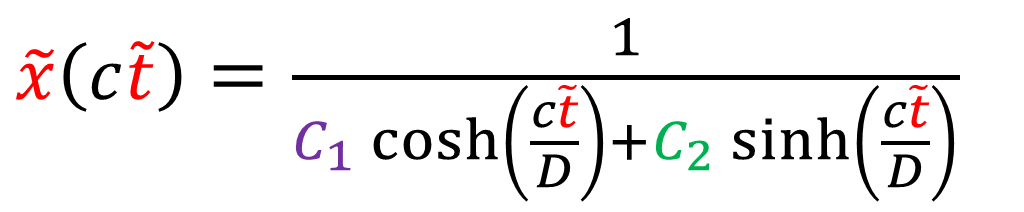 x̃(ct̃) = 1 / (C₁ cosh(ct̃/D)+C₂ sinh(ct̃/D))